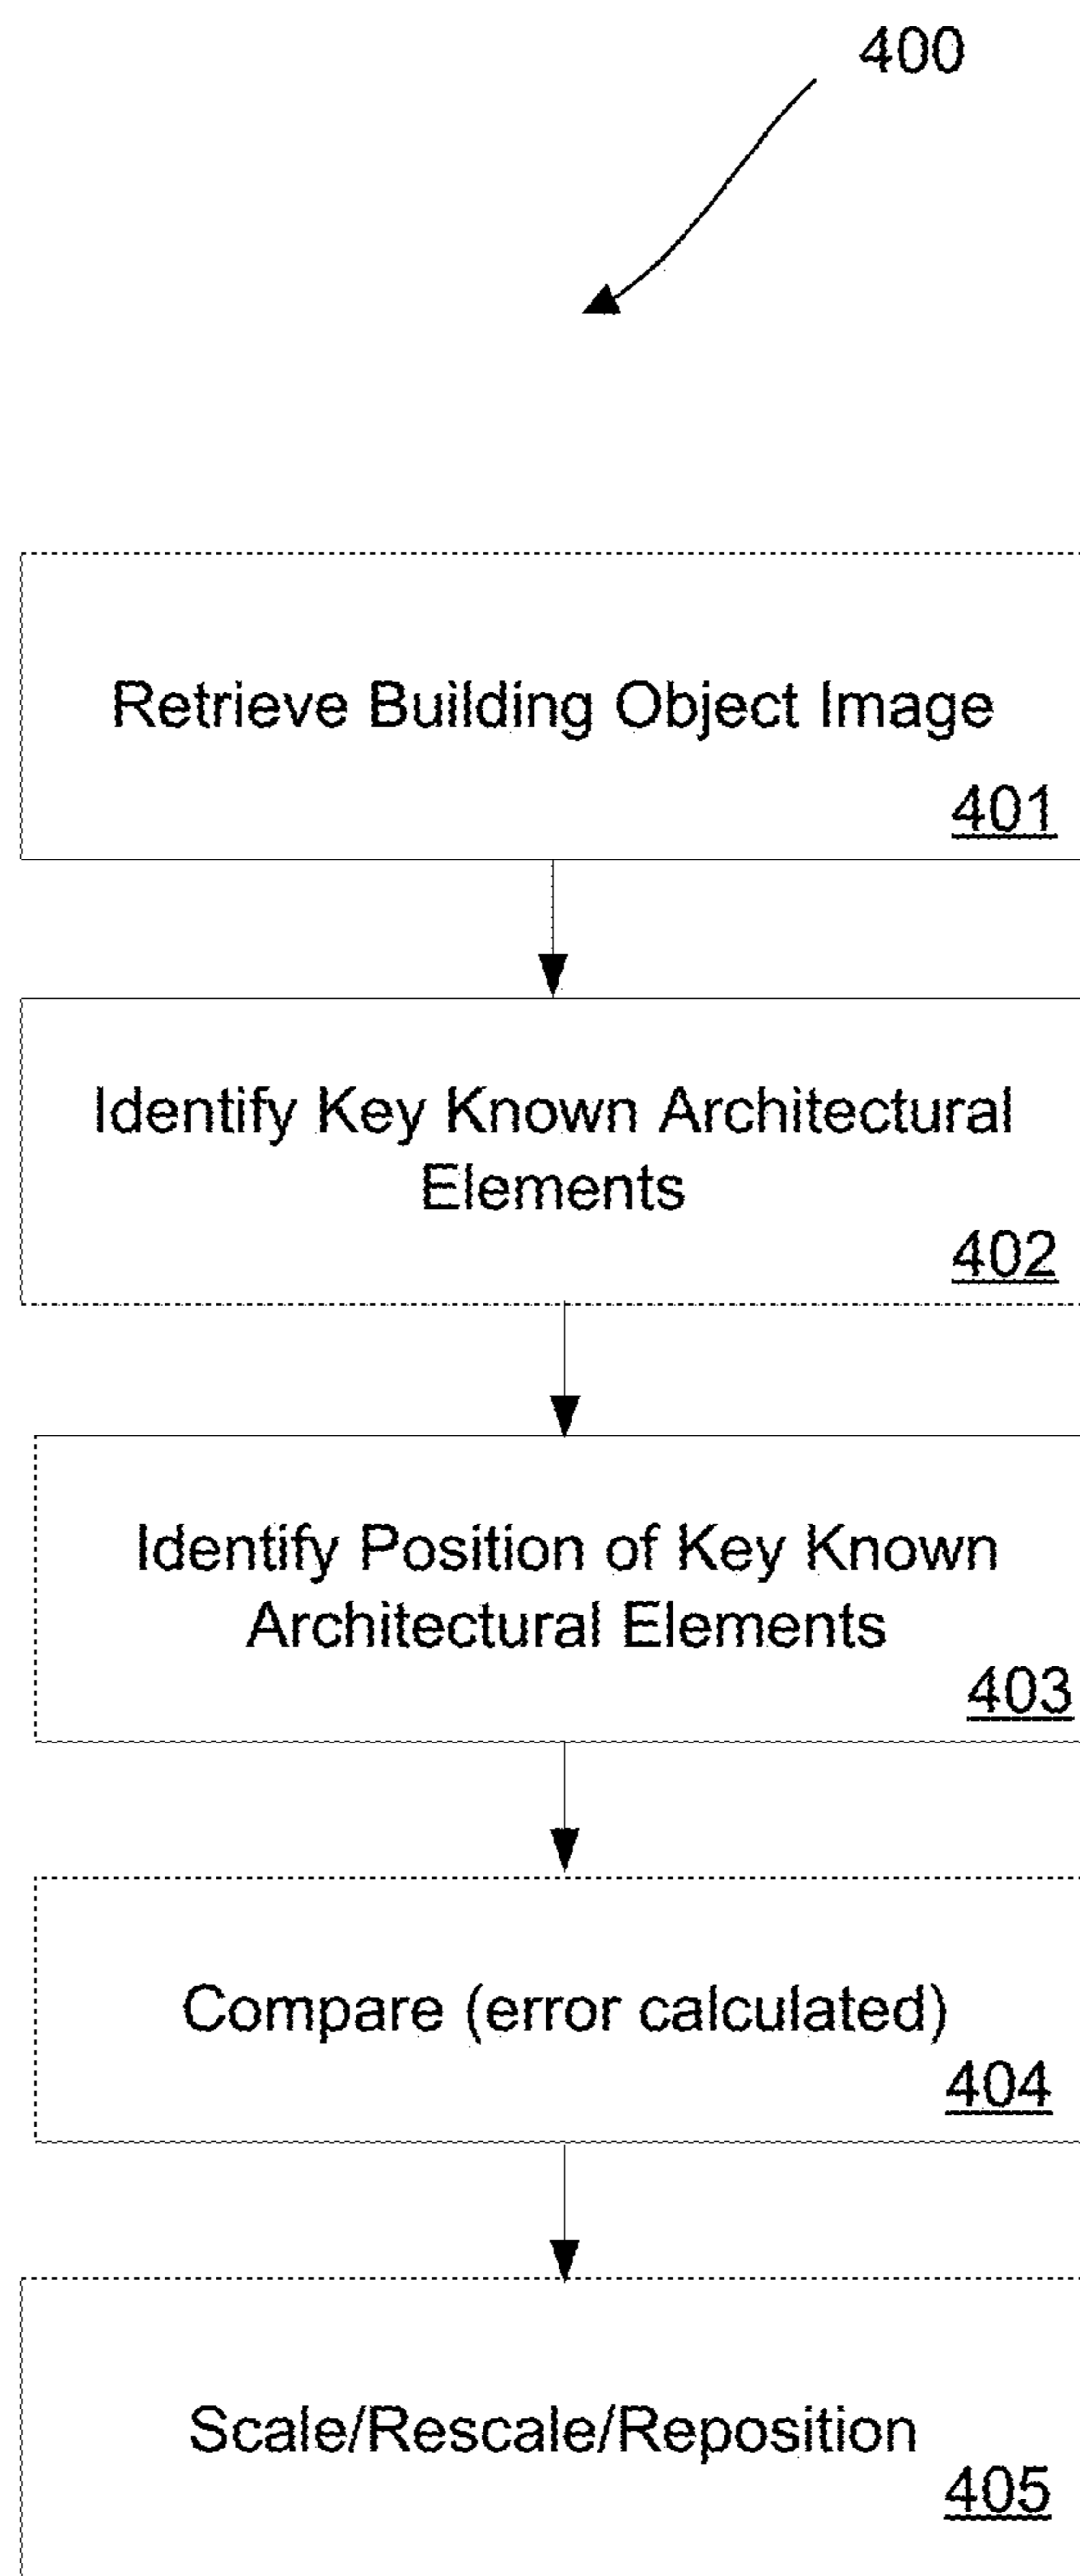 400
Retrieve Building Object Image
401
Identify Key Known Architectural
Elements
402
Identify Position of Key Known
Architectural Elements
403
Compare (error calculated)
404
Scale/Rescale/Reposition
405